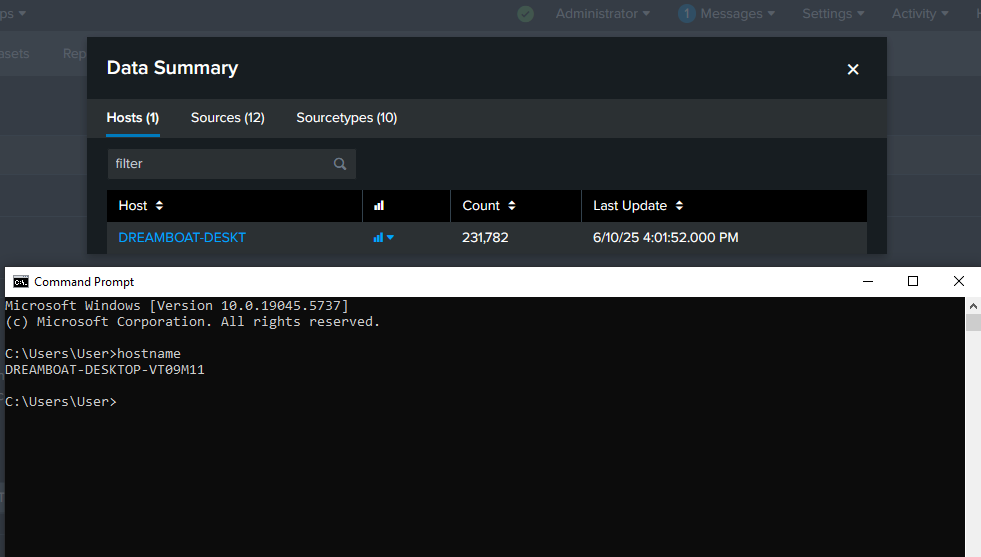 ps
Administrator
1 Messages
Settings
Activity
asets
Rep
Data Summary
Hosts (1)
Sources (12)
Sourcetypes (10)
filter
Host
Count
Last Update
DREAMBOAT-DESKT
231,782
6/10/25 4:01:52.000 PM
C:\.
Command Prompt
Microsoft Windows [Version 10.0.19045.5737]
(c) Microsoft Corporation. All rights reserved.
C:\Users\User>hostname
DREAMBOAT-DESKTOP-VT09M11
C:\Users\User>